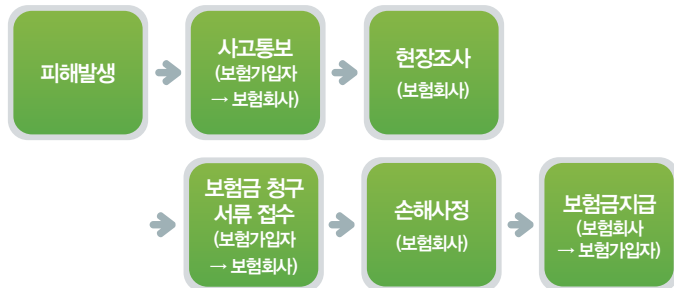 피해발생
사고통보
(보험가입자
→ 보험회사)
현장조사
(보험회사)
보험금 청구
서류 접수
(보험가입자
→ 보험회사)
손해사정
(보험회사)
보험금지급
(보험회사
→ 보험가입자)